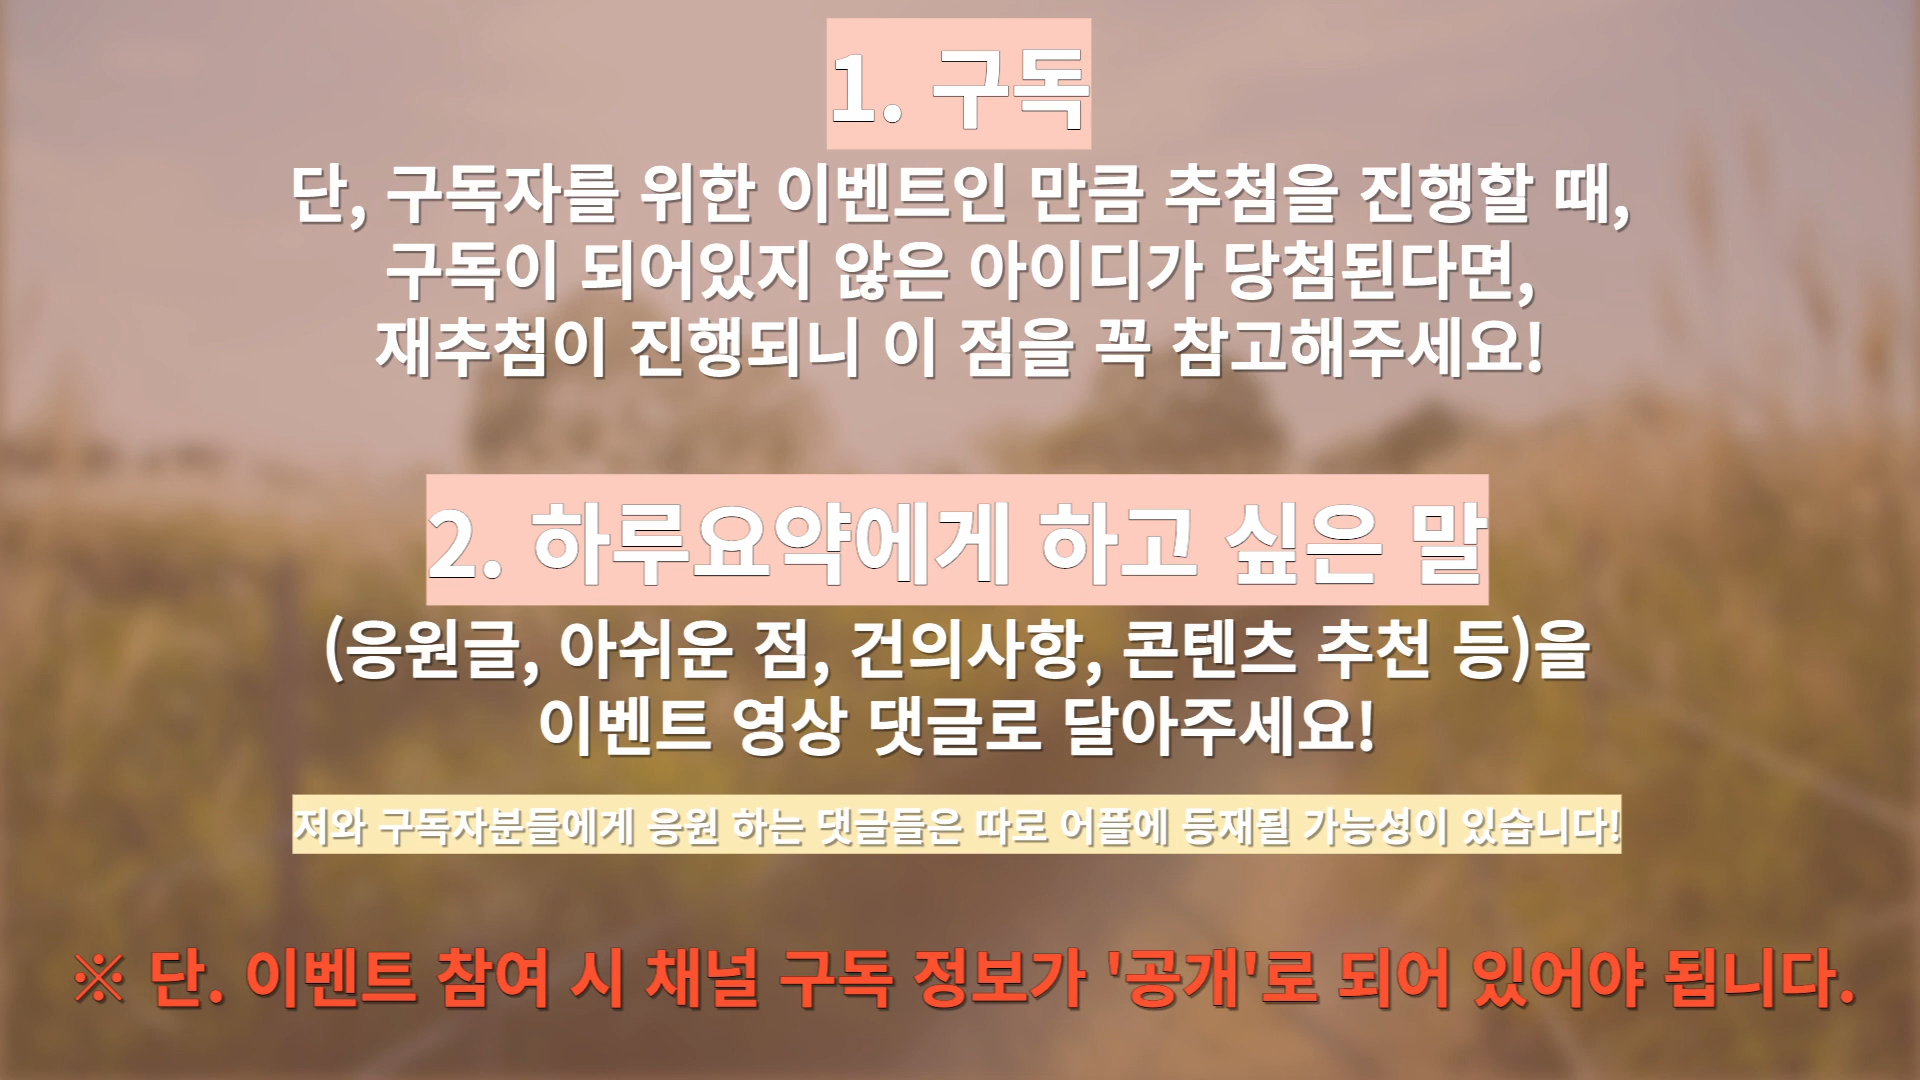 1. 구독
단, 구독자를 위한 이벤트인 만큼 추첨을 진행할 때,
구독이 되어있지 않은 아이디가 당첨된다면,
재추첨이 진행되니 이 점을 꼭 참고해주세요!
2. 하루요약에게 하고 싶은 말
(응원글, 아쉬운 점, 건의사항, 콘텐츠 추천 등)을
이벤트 영상 댓글로 달아주세요!
저와 구독자분들에게 응원 하는 댓글들은 따로 어플에 등재될 가능성이 있습니다!
※ 단. 이벤트 참여 시 채널 구독 정보가 '공개'로 되어 있어야 됩니다.